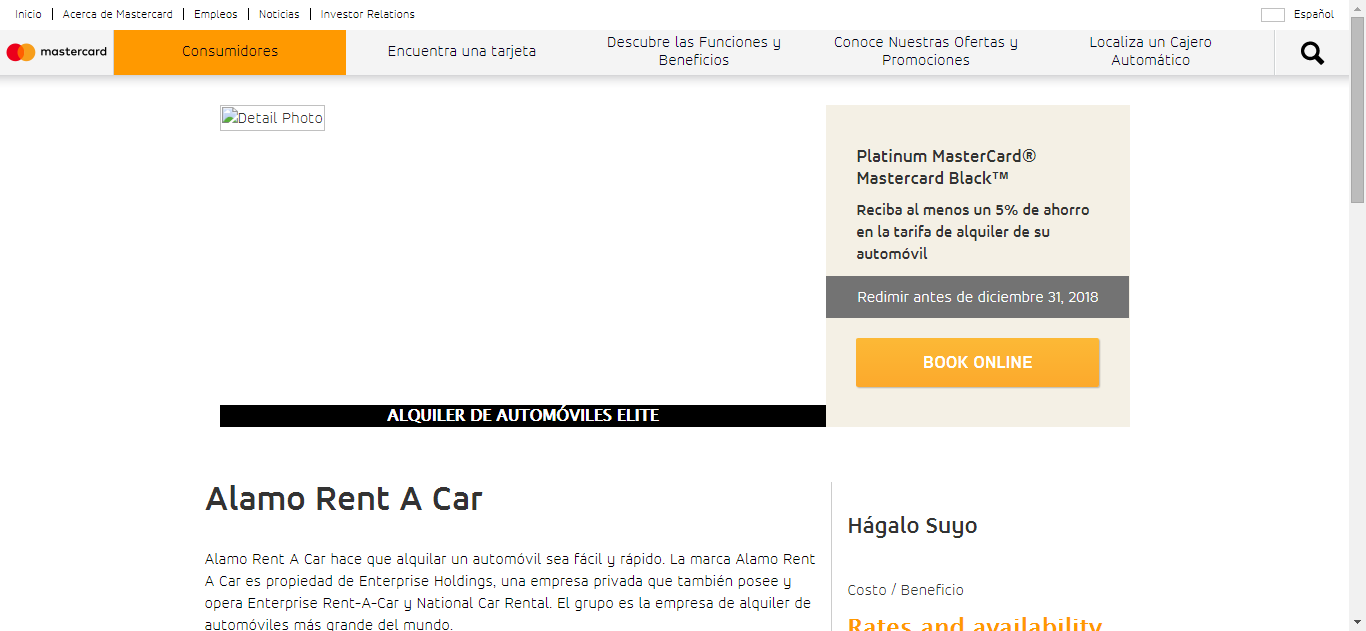 Inicio
Acerca de Mastercard
Empleos
Noticias
Investor Relations
Español
mastercard
Consumidores
Encuentra una tarjeta
Descubre las Funciones y
Beneficios
Conoce Nuestras Ofertas y
Promociones
Localiza un Cajero
Automático
Detail Photo
ALQUILER DE AUTOMÓVILES ELITE
Platinum MasterCard®
Mastercard Black™
Reciba al menos un 5% de ahorro
en la tarifa de alquiler de su
automóvil
Redimir antes de diciembre 31, 2018
BOOK ONLINE
Alamo Rent A Car
Alamo Rent A Car hace que alquilar un automóvil sea fácil y rápido. La marca Alamo Rent
A Car es propiedad de Enterprise Holdings, una empresa privada que también posee y
opera Enterprise Rent-A-Car y National Car Rental. El grupo es la empresa de alquiler de
automóviles más grande del mundo.
Hágalo Suyo
Costo / Beneficio
Rates and availability